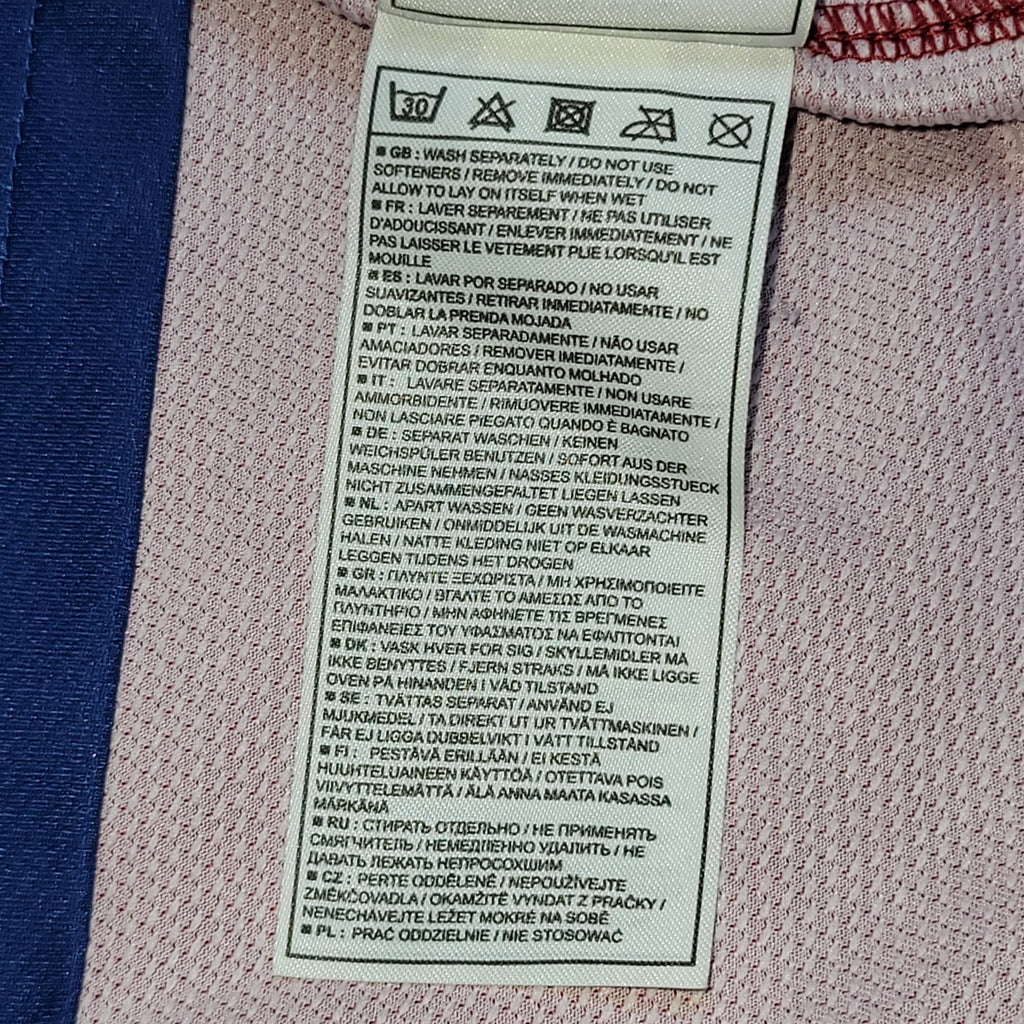 30
■ GB : WASH SEPARATELY / DO NOT USE
SOFTENERS / REMOVE IMMEDIATELY / DO NOT
ALLOW TO LAY ON ITSELF WHEN WET
■ FR : LAVER SEPAREMENT / NE PAS UTILISER
D'ADOUCISSANT / ENLEVER IMMEDIATEMENT / NE
PAS LAISSER LE VETEMENT PLIE LORSQU'IL EST
MOUILLE
■ ES : LAVAR POR SEPARADO / NO USAR
SUAVIZANTES / RETIRAR INMEDIATAMENTE / NO
DOBLAR LA PRENDA MOJADA
■ PT : LAVAR SEPARADAMENTE / NÃO USAR
AMACIADORES / REMOVER IMEDIATAMENTE /
EVITAR DOBRAR ENQUANTO MOLHADO
■ IT : LAVARE SEPARATAMENTE / NON USARE
AMMORBIDENTE / RIMUOVERE IMMEDIATAMENTE /
NON LASCIARE PIEGATO QUANDO È BAGNATO
■ DE : SEPARAT WASCHEN / KEINEN
WEICHSPÜLER BENUTZEN / SOFORT AUS DER
MASCHINE NEHMEN / NASSES KLEIDUNGSSTUECK
NICHT ZUSAMMENGEFALTET LIEGEN LASSEN
■ NL : APART WASSEN / GEEN WASVERZACHTER
GEBRUIKEN / ONMIDDELIJK UIT DE WASMACHINE
HALEN / NATTE KLEDING NIET OP ELKAAR
LEGGEN TIJDENS HET DROGEN
■ GR : ΠΛΥΝΤΕ ΞΕΧΩΡΙΣΤΑ / ΜΗ ΧΡΗΣΙΜΟΠΟΙΕΙΤΕ
ΜΑΛΑΚΤΙΚΟ / ΒΓΑΛΤΕ ΤΟ ΑΜΕΣΩΣ ΑΠΟ ΤΟ
ΠΛΥΝΤΗΡΙΟ / ΜΗΝ ΑΦΗΝΕΤΕ ΤΙΣ ΒΡΕΓΜΕΝΕΣ
ΕΠΙΦΑΝΕΙΕΣ ΤΟΥ ΥΦΑΣΜΑΤΟΣ ΝΑ ΕΦΑΠΤΟΝΤΑΙ
■ DK : VASK HVER FOR SIG / SKYLLEMIDLER MÅ
IKKE BENYTTES / FJERN STRAKS / MÅ IKKE LIGGE
OVEN PÅ HINANDEN I VÅD TILSTAND
■ SE : TVÄTTAS SEPARAT / ANVÄND EJ
MJUKMEDEL / TA DIREKT UT UR TVÄTTMASKINEN /
FÅR EJ LIGGA DUBBELVIKT I VÅTT TILLSTÅND
■ FI : PESTÄVÄ ERILLÄÄN / EI KESTÄ
HUUHTELUAINEEN KÄYTTÖÄ / OTETTAVA POIS
VIIVYTTELEMÄTTÄ / ÄLÄ ANNA MAATA KASASSA
MÄRKÄNÄ
■ RU : СТИРАТЬ ОТДЕЛЬНО / НЕ ПРИМЕНЯТЬ
СМЯГЧИТЕЛЬ / НЕМЕДЛЕННО УДАЛИТЬ / НЕ
ДАВАТЬ ЛЕЖАТЬ НЕПРОСОХШИМ
■ CZ : PERTE ODDĚLENĚ / NEPOUŽÍVEJTE
ZMĚKČOVADLA / OKAMŽITĚ VYNDAT Z PRAČKY /
NENECHÁVEJTE LEŽET MOKRÉ NA SOBĚ
■ PL : PRAĆ ODDZIELNIE / NIE STOSOWAĆ